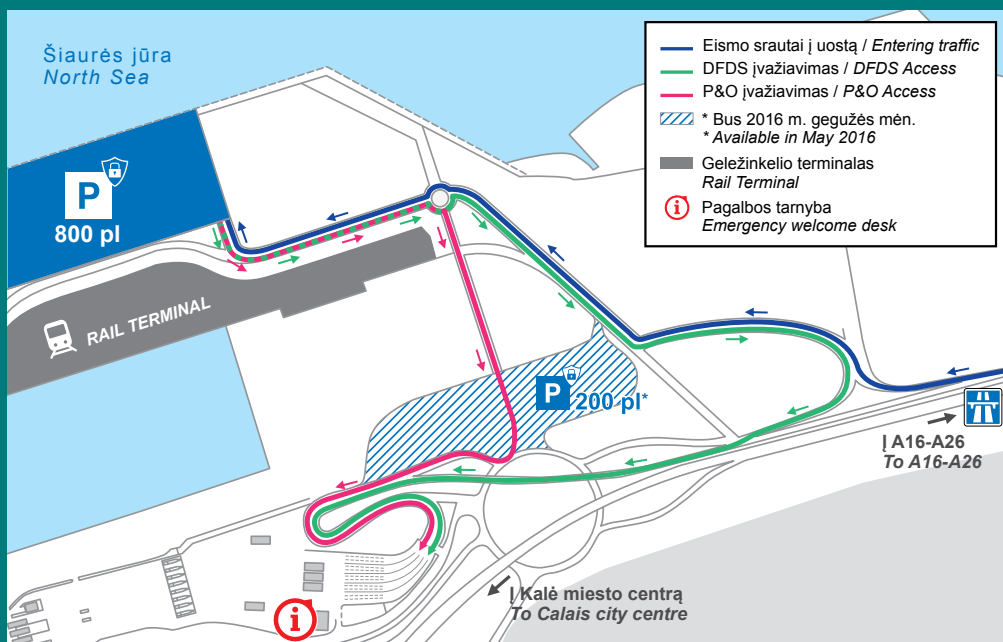 Šiaurės jūra
North Sea
Eismo srautai į uostą / Entering traffic
DFDS įvažiavimas / DFDS Access
P&O įvažiavimas / P&O Access
* Bus 2016 m. gegužės mėn.
* Available in May 2016
Geležinkelio terminalas
Rail Terminal
Pagalbos tarnyba
Emergency welcome desk
P
800 pl
RAIL TERMINAL
P
200 pl*
Į A16-A26
To A16-A26
Į Kalė miesto centrą
To Calais city centre